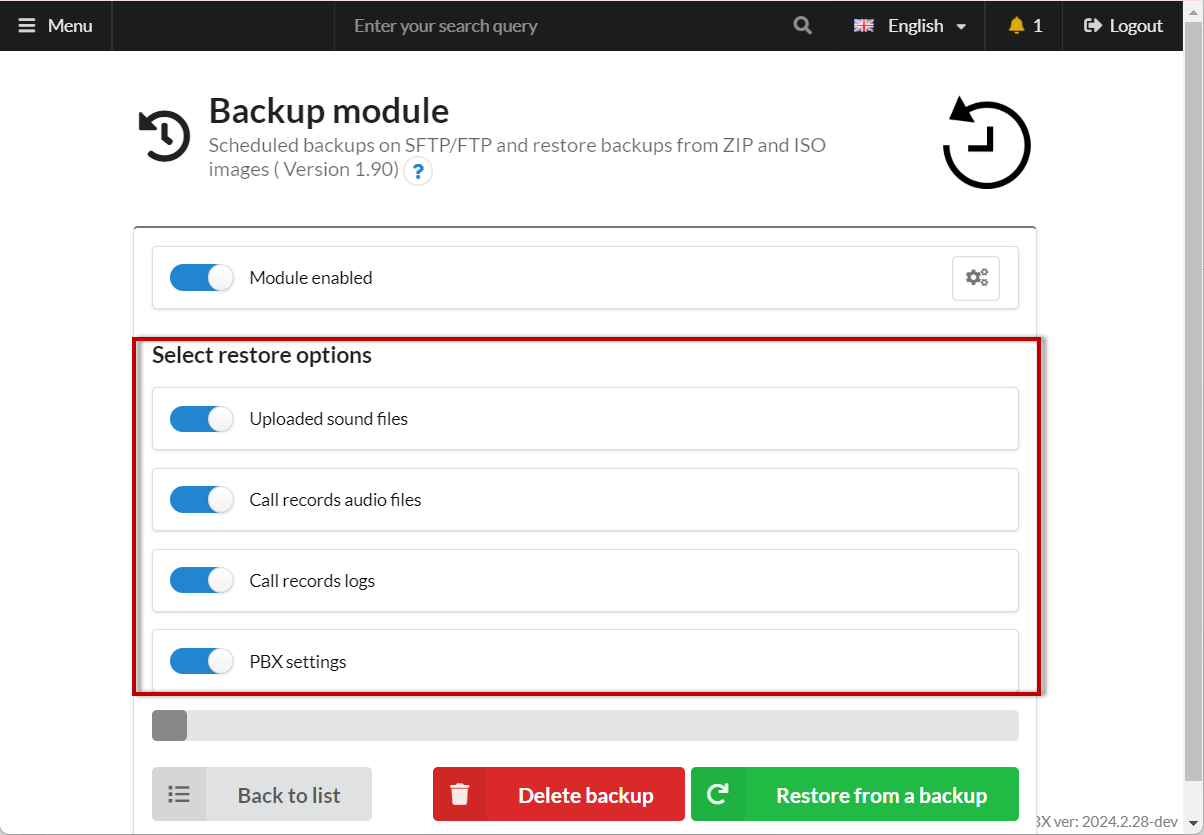 Menu
Enter your search query
English
1
Logout
Backup module
Scheduled backups on SFTP/FTP and restore backups from ZIP and ISO
images ( Version 1.90) ?
Module enabled
Select restore options
Uploaded sound files
Call records audio files
Call records logs
PBX settings
Back to list
Delete backup
Restore from a backup
BX ver: 2024.2.28-dev